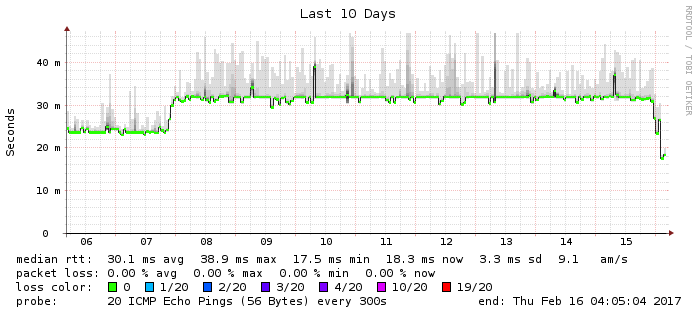 Last 10 Days
RRDTOOL / TOBI OETIKER
Seconds
40 m
30 m
20 m
10 m
0
06 07 08 09 10 11 12 13 14 15
median rtt: 30.1 ms avg 38.9 ms max 17.5 ms min 18.3 ms now 3.3 ms sd 9.1 am/s
packet loss: 0.00 % avg 0.00 % max 0.00 % min 0.00 % now
loss color: 0 1/20 2/20 3/20 4/20 10/20 19/20
probe: 20 ICMP Echo Pings (56 Bytes) every 300s end: Thu Feb 16 04:05:04 2017